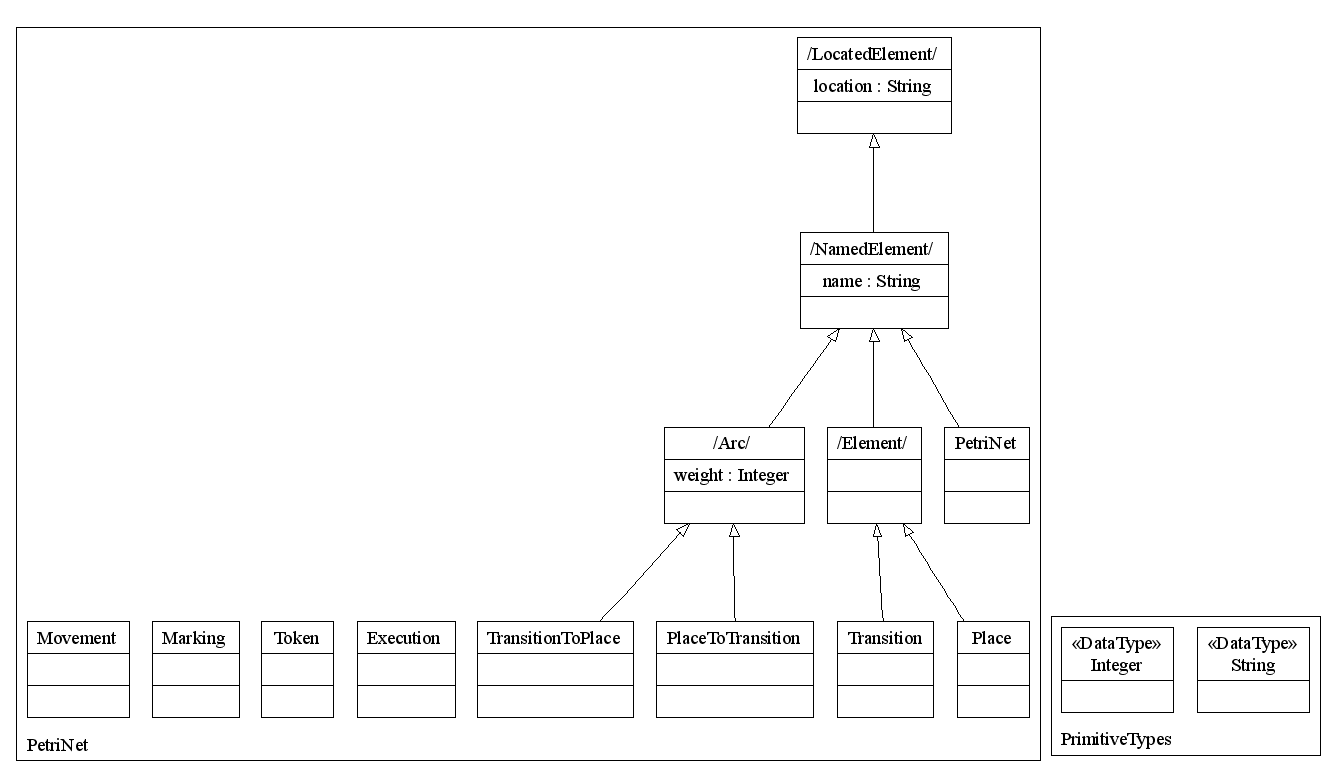 /LocatedElement/
location : String
/NamedElement/
name : String
/Arc/
weight : Integer
/Element/
PetriNet
Movement
Marking
Token
Execution
TransitionToPlace
PlaceToTransition
Transition
Place
PetriNet
«DataType»
Integer
«DataType»
String
PrimitiveTypes